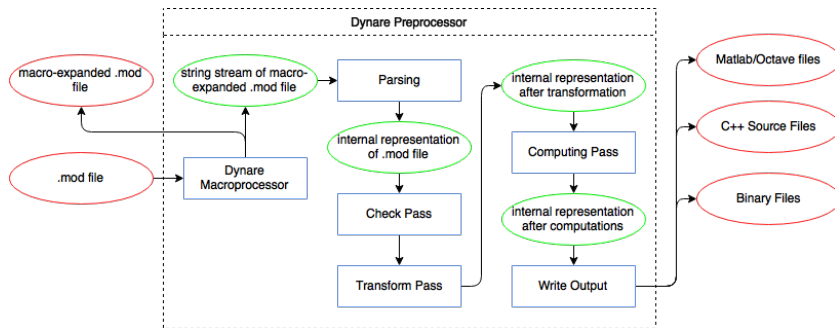 Dynare Preprocessor
macro-expanded .mod
file
string stream of macro-
expanded .mod file
Parsing
internal representation
after transformation
Matlab/Octave files
C++ Source Files
internal representation
of .mod file
Computing Pass
.mod file
Dynare
Macroprocessor
Check Pass
internal representation
after computations
Binary Files
Transform Pass
Write Output